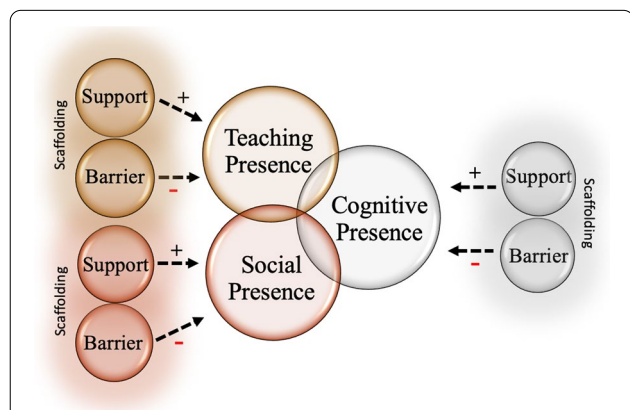 Support
+
Scaffolding
Barrier
-
Support
+
Scaffolding
Barrier
-
Teaching
Presence
Cognitive
Presence
Social
Presence
+
Support
Scaffolding
-
Barrier